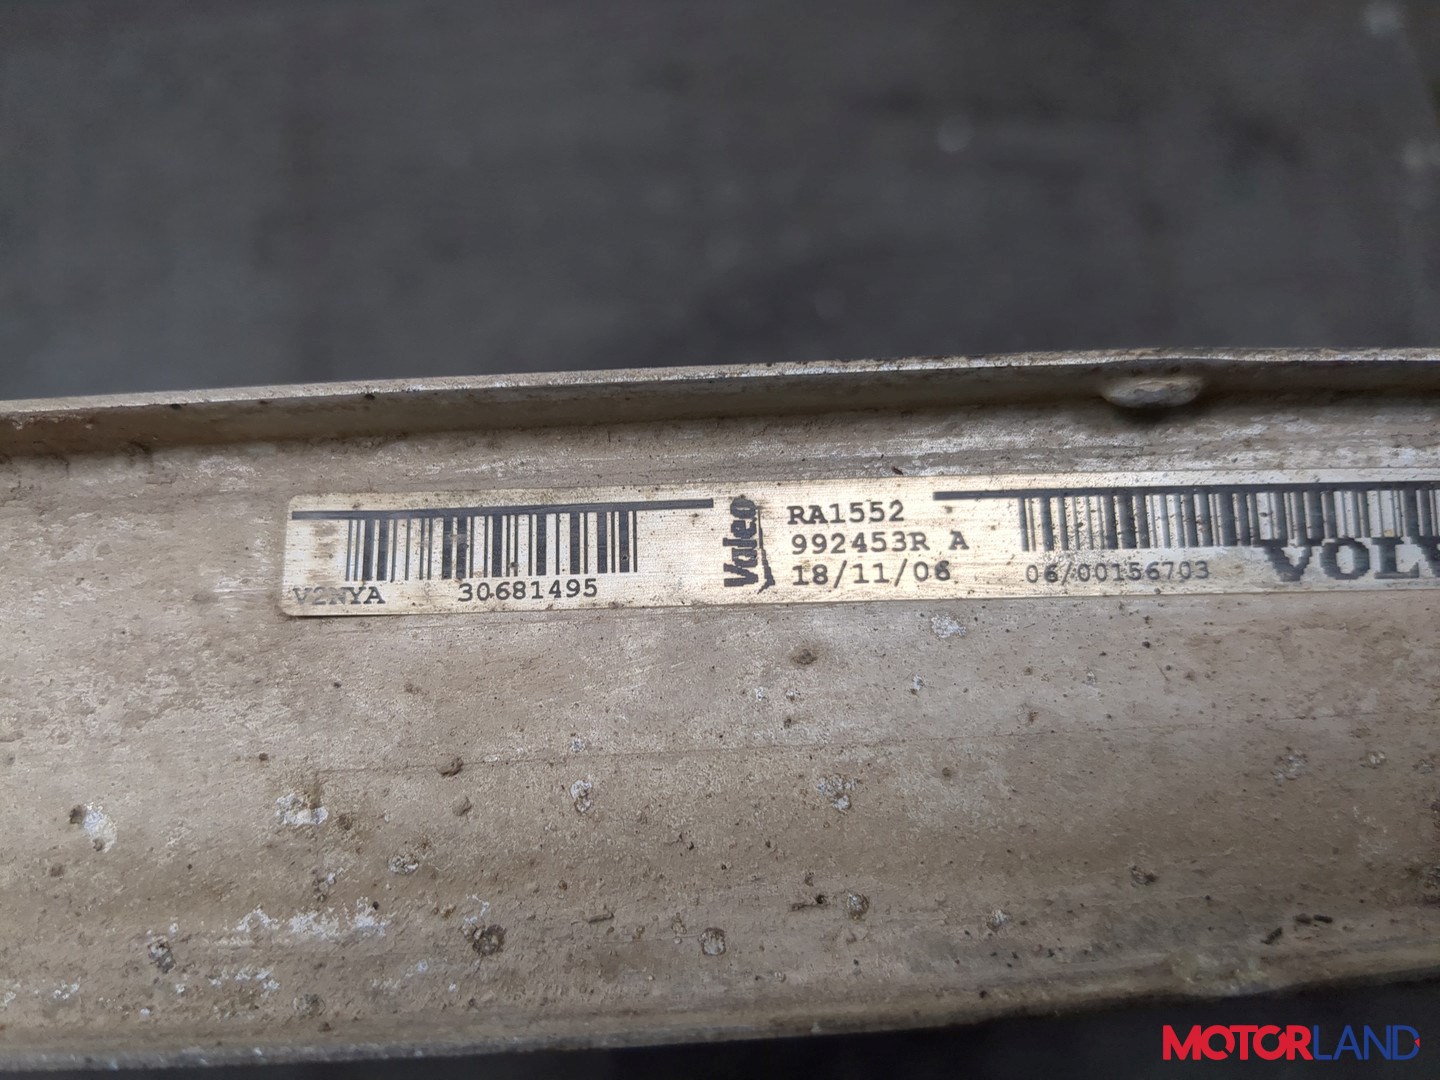 V2NYA 30681495
Valeo
RA1552
992453R A
18/11/06
06/00156703
VOLV
MOTORLAND